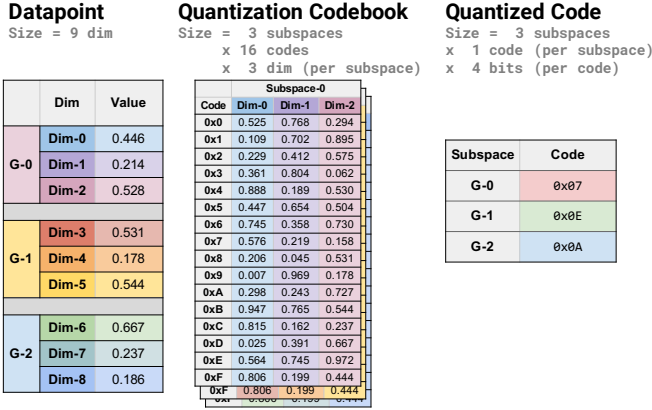 Datapoint
Size = 9 dim
Dim Value
G-0
Dim-0 0.446
Dim-1 0.214
Dim-2 0.528
G-1
Dim-3 0.531
Dim-4 0.178
Dim-5 0.544
G-2
Dim-6 0.667
Dim-7 0.237
Dim-8 0.186
Quantization Codebook
Size = 3 subspaces
x 16 codes
x 3 dim (per subspace)
Subspace-0
Code Dim-0 Dim-1 Dim-2
0x0 0.525 0.768 0.294
0x1 0.109 0.702 0.895
0x2 0.229 0.412 0.575
0x3 0.361 0.804 0.062
0x4 0.888 0.189 0.530
0x5 0.447 0.654 0.504
0x6 0.745 0.358 0.730
0x7 0.576 0.219 0.158
0x8 0.206 0.045 0.531
0x9 0.007 0.969 0.178
0xA 0.298 0.243 0.727
0xB 0.947 0.765 0.544
0xC 0.815 0.162 0.237
0xD 0.025 0.391 0.667
0xE 0.564 0.745 0.972
0xF 0.806 0.199 0.444
0xF 0.806 0.199 0.444
Quantized Code
Size = 3 subspaces
x 1 code (per subspace)
x 4 bits (per code)
Subspace Code
G-0 0x07
G-1 0x0E
G-2 0x0A